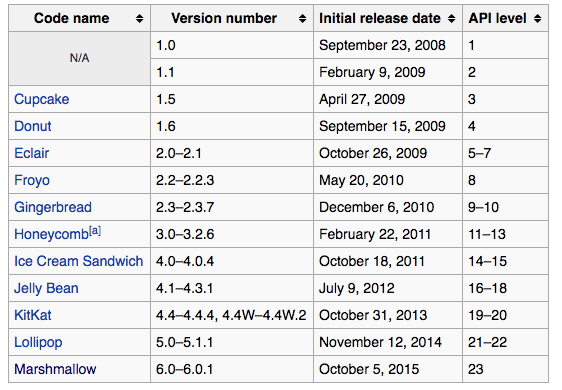 Code name Version number Initial release date API level
N/A 1.0 September 23, 2008 1
1.1 February 9, 2009 2
Cupcake 1.5 April 27, 2009 3
Donut 1.6 September 15, 2009 4
Eclair 2.0–2.1 October 26, 2009 5–7
Froyo 2.2–2.2.3 May 20, 2010 8
Gingerbread 2.3–2.3.7 December 6, 2010 9–10
Honeycomb[a] 3.0–3.2.6 February 22, 2011 11–13
Ice Cream Sandwich 4.0–4.0.4 October 18, 2011 14–15
Jelly Bean 4.1–4.3.1 July 9, 2012 16–18
KitKat 4.4–4.4.4, 4.4W–4.4W.2 October 31, 2013 19–20
Lollipop 5.0–5.1.1 November 12, 2014 21–22
Marshmallow 6.0–6.0.1 October 5, 2015 23